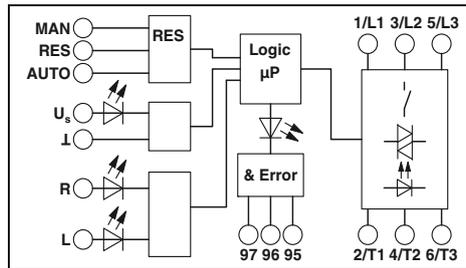 1/L1 3/L2 5/L3
MAN
RES
AUTO
RES
Logic
µP
Us
⊥
R
L
& Error
97 96 95
2/T1 4/T2 6/T3